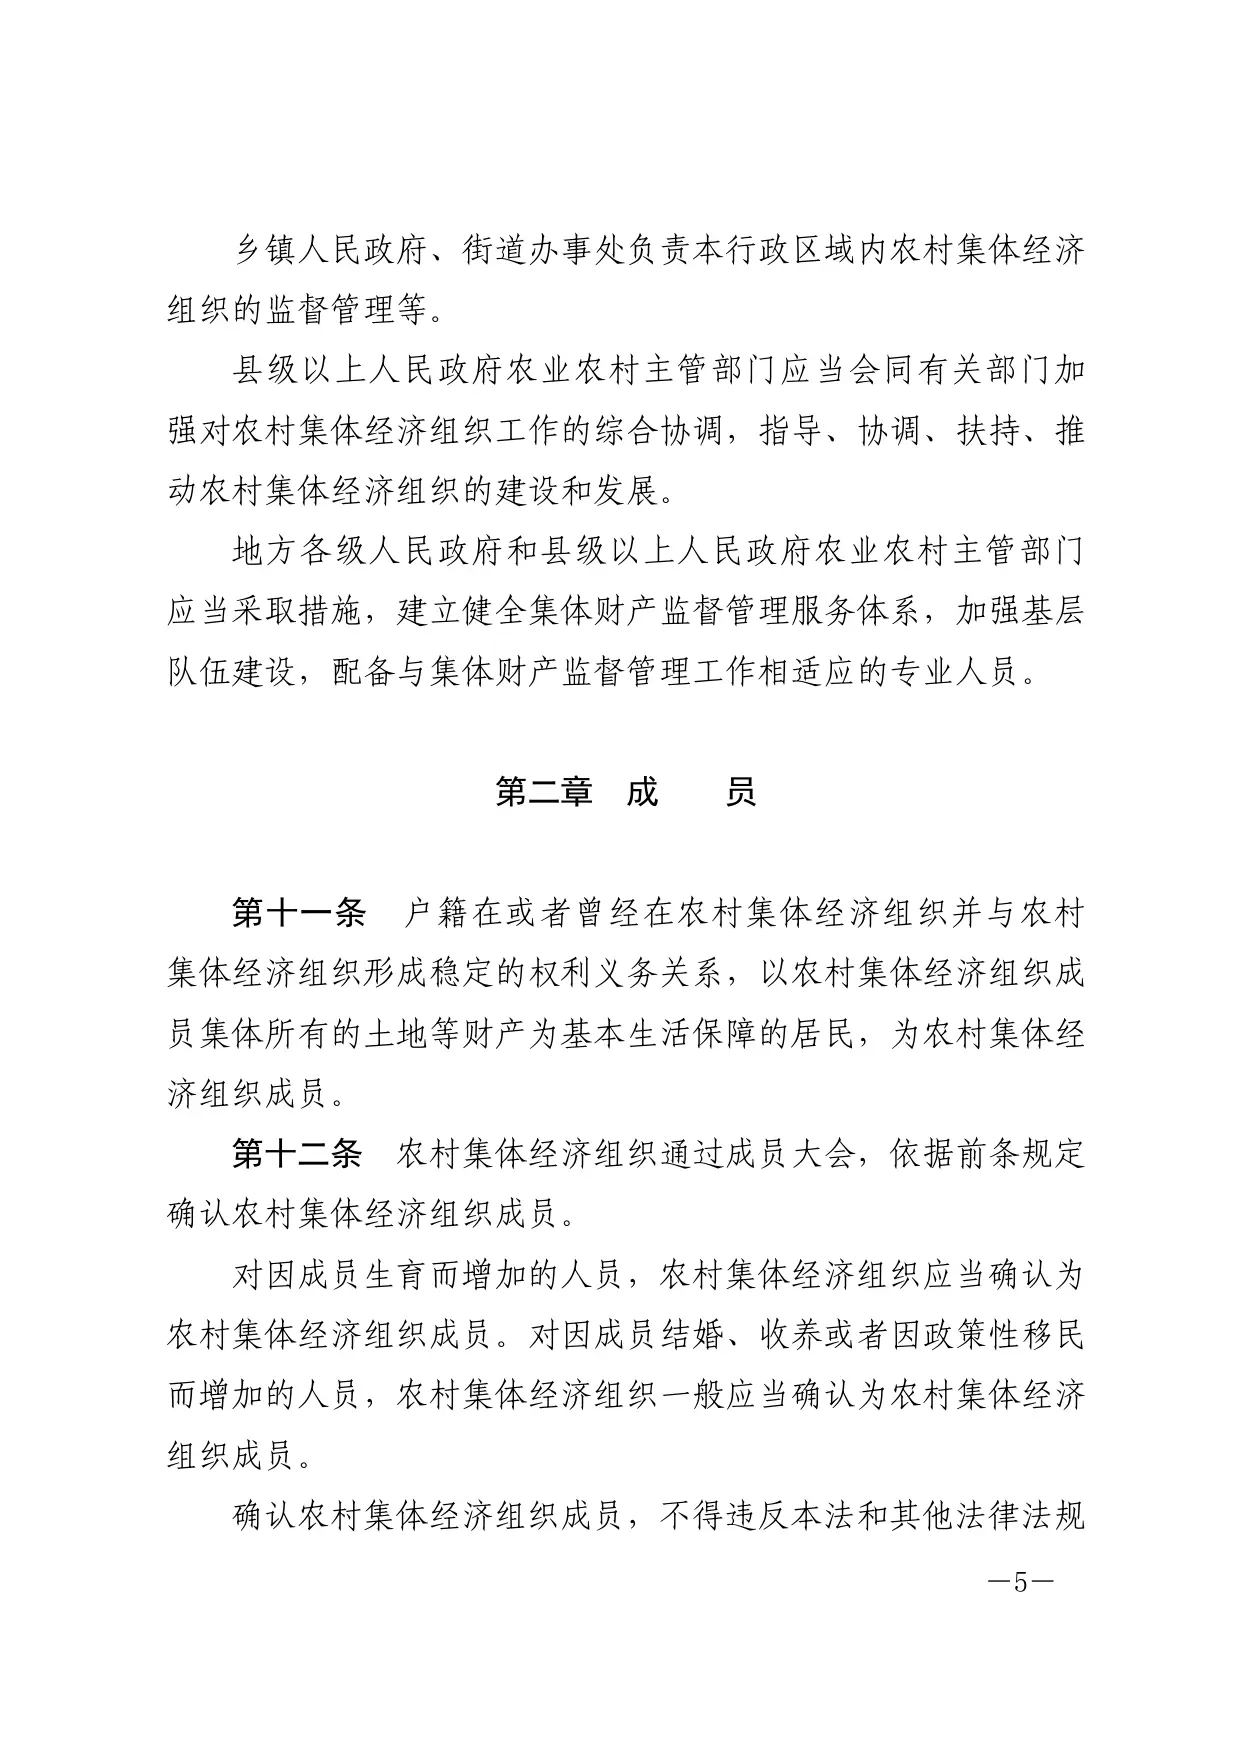 乡镇人民政府、街道办事处负责本行政区域内农村集体经济
组织的监督管理等。
县级以上人民政府农业农村主管部门应当会同有关部门加
强对农村集体经济组织工作的综合协调，指导、协调、扶持、推
动农村集体经济组织的建设和发展。
地方各级人民政府和县级以上人民政府农业农村主管部门
应当采取措施，建立健全集体财产监督管理服务体系，加强基层
队伍建设，配备与集体财产监督管理工作相适应的专业人员。
第二章　成　　员
第十一条　户籍在或者曾经在农村集体经济组织并与农村
集体经济组织形成稳定的权利义务关系，以农村集体经济组织成
员集体所有的土地等财产为基本生活保障的居民，为农村集体经
济组织成员。
第十二条　农村集体经济组织通过成员大会，依据前条规定
确认农村集体经济组织成员。
对因成员生育而增加的人员，农村集体经济组织应当确认为
农村集体经济组织成员。对因成员结婚、收养或者因政策性移民
而增加的人员，农村集体经济组织一般应当确认为农村集体经济
组织成员。
确认农村集体经济组织成员，不得违反本法和其他法律法规
—5—